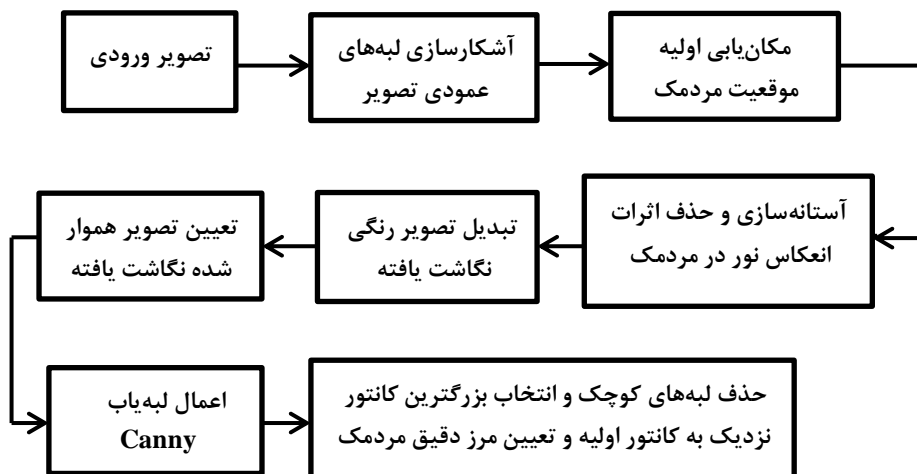 تصویر ورودی
آشکارسازی لبه‌های
عمودی تصویر
مکان‌یابی اولیه
موقعیت مردمک
آستانه‌سازی و حذف اثرات
انعکاس نور در مردمک
تبدیل تصویر رنگی
نگاشت یافته
تعیین تصویر هموار
شده نگاشت یافته
اعمال لبه‌یاب
Canny
حذف لبه‌های کوچک و انتخاب بزرگترین کانتور
نزدیک به کانتور اولیه و تعیین مرز دقیق مردمک